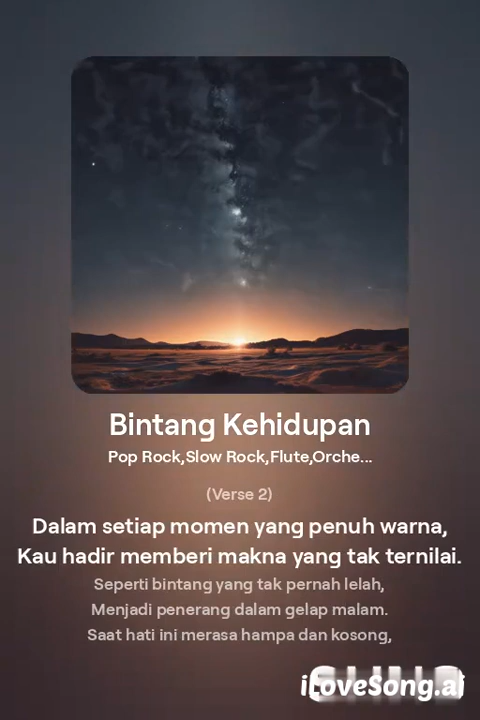 Bintang Kehidupan
Pop Rock,Slow Rock,Flute,Orche...
(Verse 2)
Dalam setiap momen yang penuh warna,
Kau hadir memberi makna yang tak ternilai.
Seperti bintang yang tak pernah lelah,
Menjadi penerang dalam gelap malam.
Saat hati ini merasa hampa dan kosong,
iLoveSong.ai